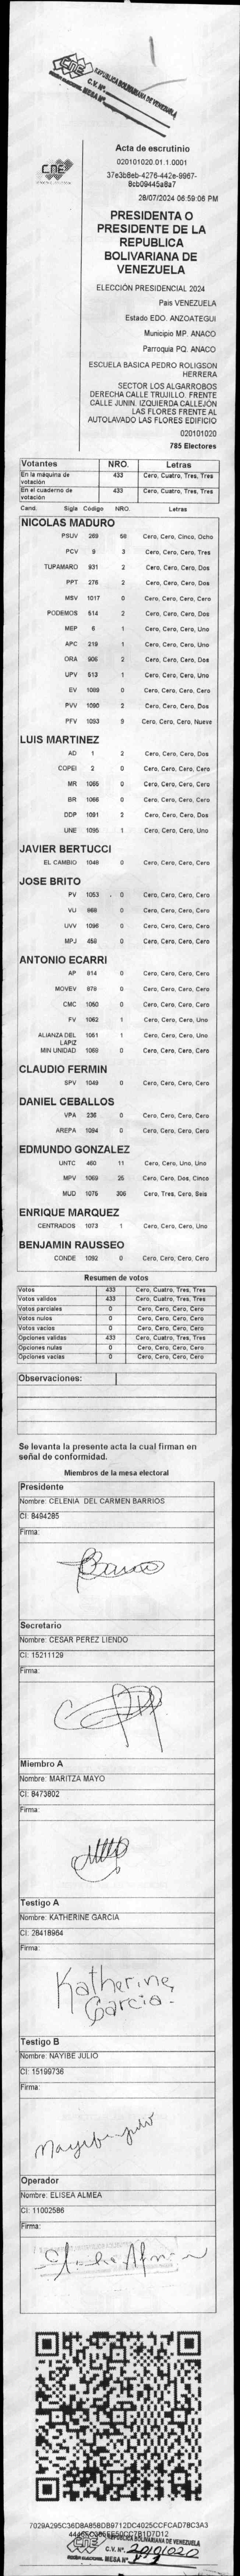 CNE
REPUBLICA BOLIVARIANA DE VENEZUELA
C.V. Nº
MESA Nº
CNE
Acta de escrutinio
020101020.01.1.0001
37e3b8eb-4276-442e-9967-
8cb09445a8a7
28/07/2024 06:59:06 PM
PRESIDENTA O
PRESIDENTE DE LA
REPUBLICA
BOLIVARIANA DE
VENEZUELA
ELECCIÓN PRESIDENCIAL 2024
Pais VENEZUELA
Estado EDO. ANZOATEGUI
Municipio MP. ANACO
Parroquia PQ. ANACO
ESCUELA BASICA PEDRO ROLIGSON
HERRERA
SECTOR LOS ALGARROBOS
DERECHA CALLE TRUJILLO. FRENTE
CALLE JUNIN. IZQUIERDA CALLEJON
LAS FLORES FRENTE AL
AUTOLAVADO LAS FLORES EDIFICIO
020101020
785 Electores
Votantes NRO. Letras
En la máquina de votación 433 Cero, Cuatro, Tres, Tres
En el cuaderno de votación 433 Cero, Cuatro, Tres, Tres
Cand. Sigla Código NRO. Letras
NICOLAS MADURO
PSUV 269 58 Cero, Cero, Cinco, Ocho
PCV 9 3 Cero, Cero, Cero, Tres
TUPAMARO 931 2 Cero, Cero, Cero, Dos
PPT 276 2 Cero, Cero, Cero, Dos
MSV 1017 0 Cero, Cero, Cero, Cero
PODEMOS 514 2 Cero, Cero, Cero, Dos
MEP 6 1 Cero, Cero, Cero, Uno
APC 219 1 Cero, Cero, Cero, Uno
ORA 906 2 Cero, Cero, Cero, Dos
UPV 513 1 Cero, Cero, Cero, Uno
EV 1089 0 Cero, Cero, Cero, Cero
PVV 1090 2 Cero, Cero, Cero, Dos
PFV 1093 9 Cero, Cero, Cero, Nueve
LUIS MARTINEZ
AD 1 2 Cero, Cero, Cero, Dos
COPEI 2 0 Cero, Cero, Cero, Cero
MR 1065 0 Cero, Cero, Cero, Cero
BR 1066 0 Cero, Cero, Cero, Cero
DDP 1091 2 Cero, Cero, Cero, Dos
UNE 1095 1 Cero, Cero, Cero, Uno
JAVIER BERTUCCI
EL CAMBIO 1048 0 Cero, Cero, Cero, Cero
JOSE BRITO
PV 1053 0 Cero, Cero, Cero, Cero
VU 968 0 Cero, Cero, Cero, Cero
UVV 1096 0 Cero, Cero, Cero, Cero
MPJ 458 0 Cero, Cero, Cero, Cero
ANTONIO ECARRI
AP 814 0 Cero, Cero, Cero, Cero
MOVEV 878 0 Cero, Cero, Cero, Cero
CMC 1050 0 Cero, Cero, Cero, Cero
FV 1062 1 Cero, Cero, Cero, Uno
ALIANZA DEL LAPIZ 1051 1 Cero, Cero, Cero, Uno
MIN UNIDAD 1068 0 Cero, Cero, Cero, Cero
CLAUDIO FERMIN
SPV 1049 0 Cero, Cero, Cero, Cero
DANIEL CEBALLOS
VPA 236 0 Cero, Cero, Cero, Cero
AREPA 1094 0 Cero, Cero, Cero, Cero
EDMUNDO GONZALEZ
UNTC 460 11 Cero, Cero, Uno, Uno
MPV 1069 25 Cero, Cero, Dos, Cinco
MUD 1075 306 Cero, Tres, Cero, Seis
ENRIQUE MARQUEZ
CENTRADOS 1073 1 Cero, Cero, Cero, Uno
BENJAMIN RAUSSEO
CONDE 1092 0 Cero, Cero, Cero, Cero
Resumen de votos
Votos 433 Cero, Cuatro, Tres, Tres
Votos validos 433 Cero, Cuatro, Tres, Tres
Votos parciales 0 Cero, Cero, Cero, Cero
Votos nulos 0 Cero, Cero, Cero, Cero
Votos vacios 0 Cero, Cero, Cero, Cero
Opciones validas 433 Cero, Cuatro, Tres, Tres
Opciones nulas 0 Cero, Cero, Cero, Cero
Opciones vacias 0 Cero, Cero, Cero, Cero
Observaciones:
Se levanta la presente acta la cual firman en
señal de conformidad.
Miembros de la mesa electoral
Presidente
Nombre: CELENIA DEL CARMEN BARRIOS
CI: 8494285
Firma:
Secretario
Nombre: CESAR PEREZ LIENDO
CI: 15211129
Firma:
Miembro A
Nombre: MARITZA MAYO
CI: 8473802
Firma:
Testigo A
Nombre: KATHERINE GARCIA
CI: 26418964
Firma:
Katherine
Garcia
Testigo B
Nombre: NAYIBE JULIO
CI: 15199736
Firma:
Nayibe Julio
Operador
Nombre: ELISEA ALMEA
CI: 11002586
Firma:
7029A295C36D8A858DB9712DC4025CCFCAD78C3A3
CNE
REPUBLICA BOLIVARIANA DE VENEZUELA
C.V. Nº 20101020
MESA Nº